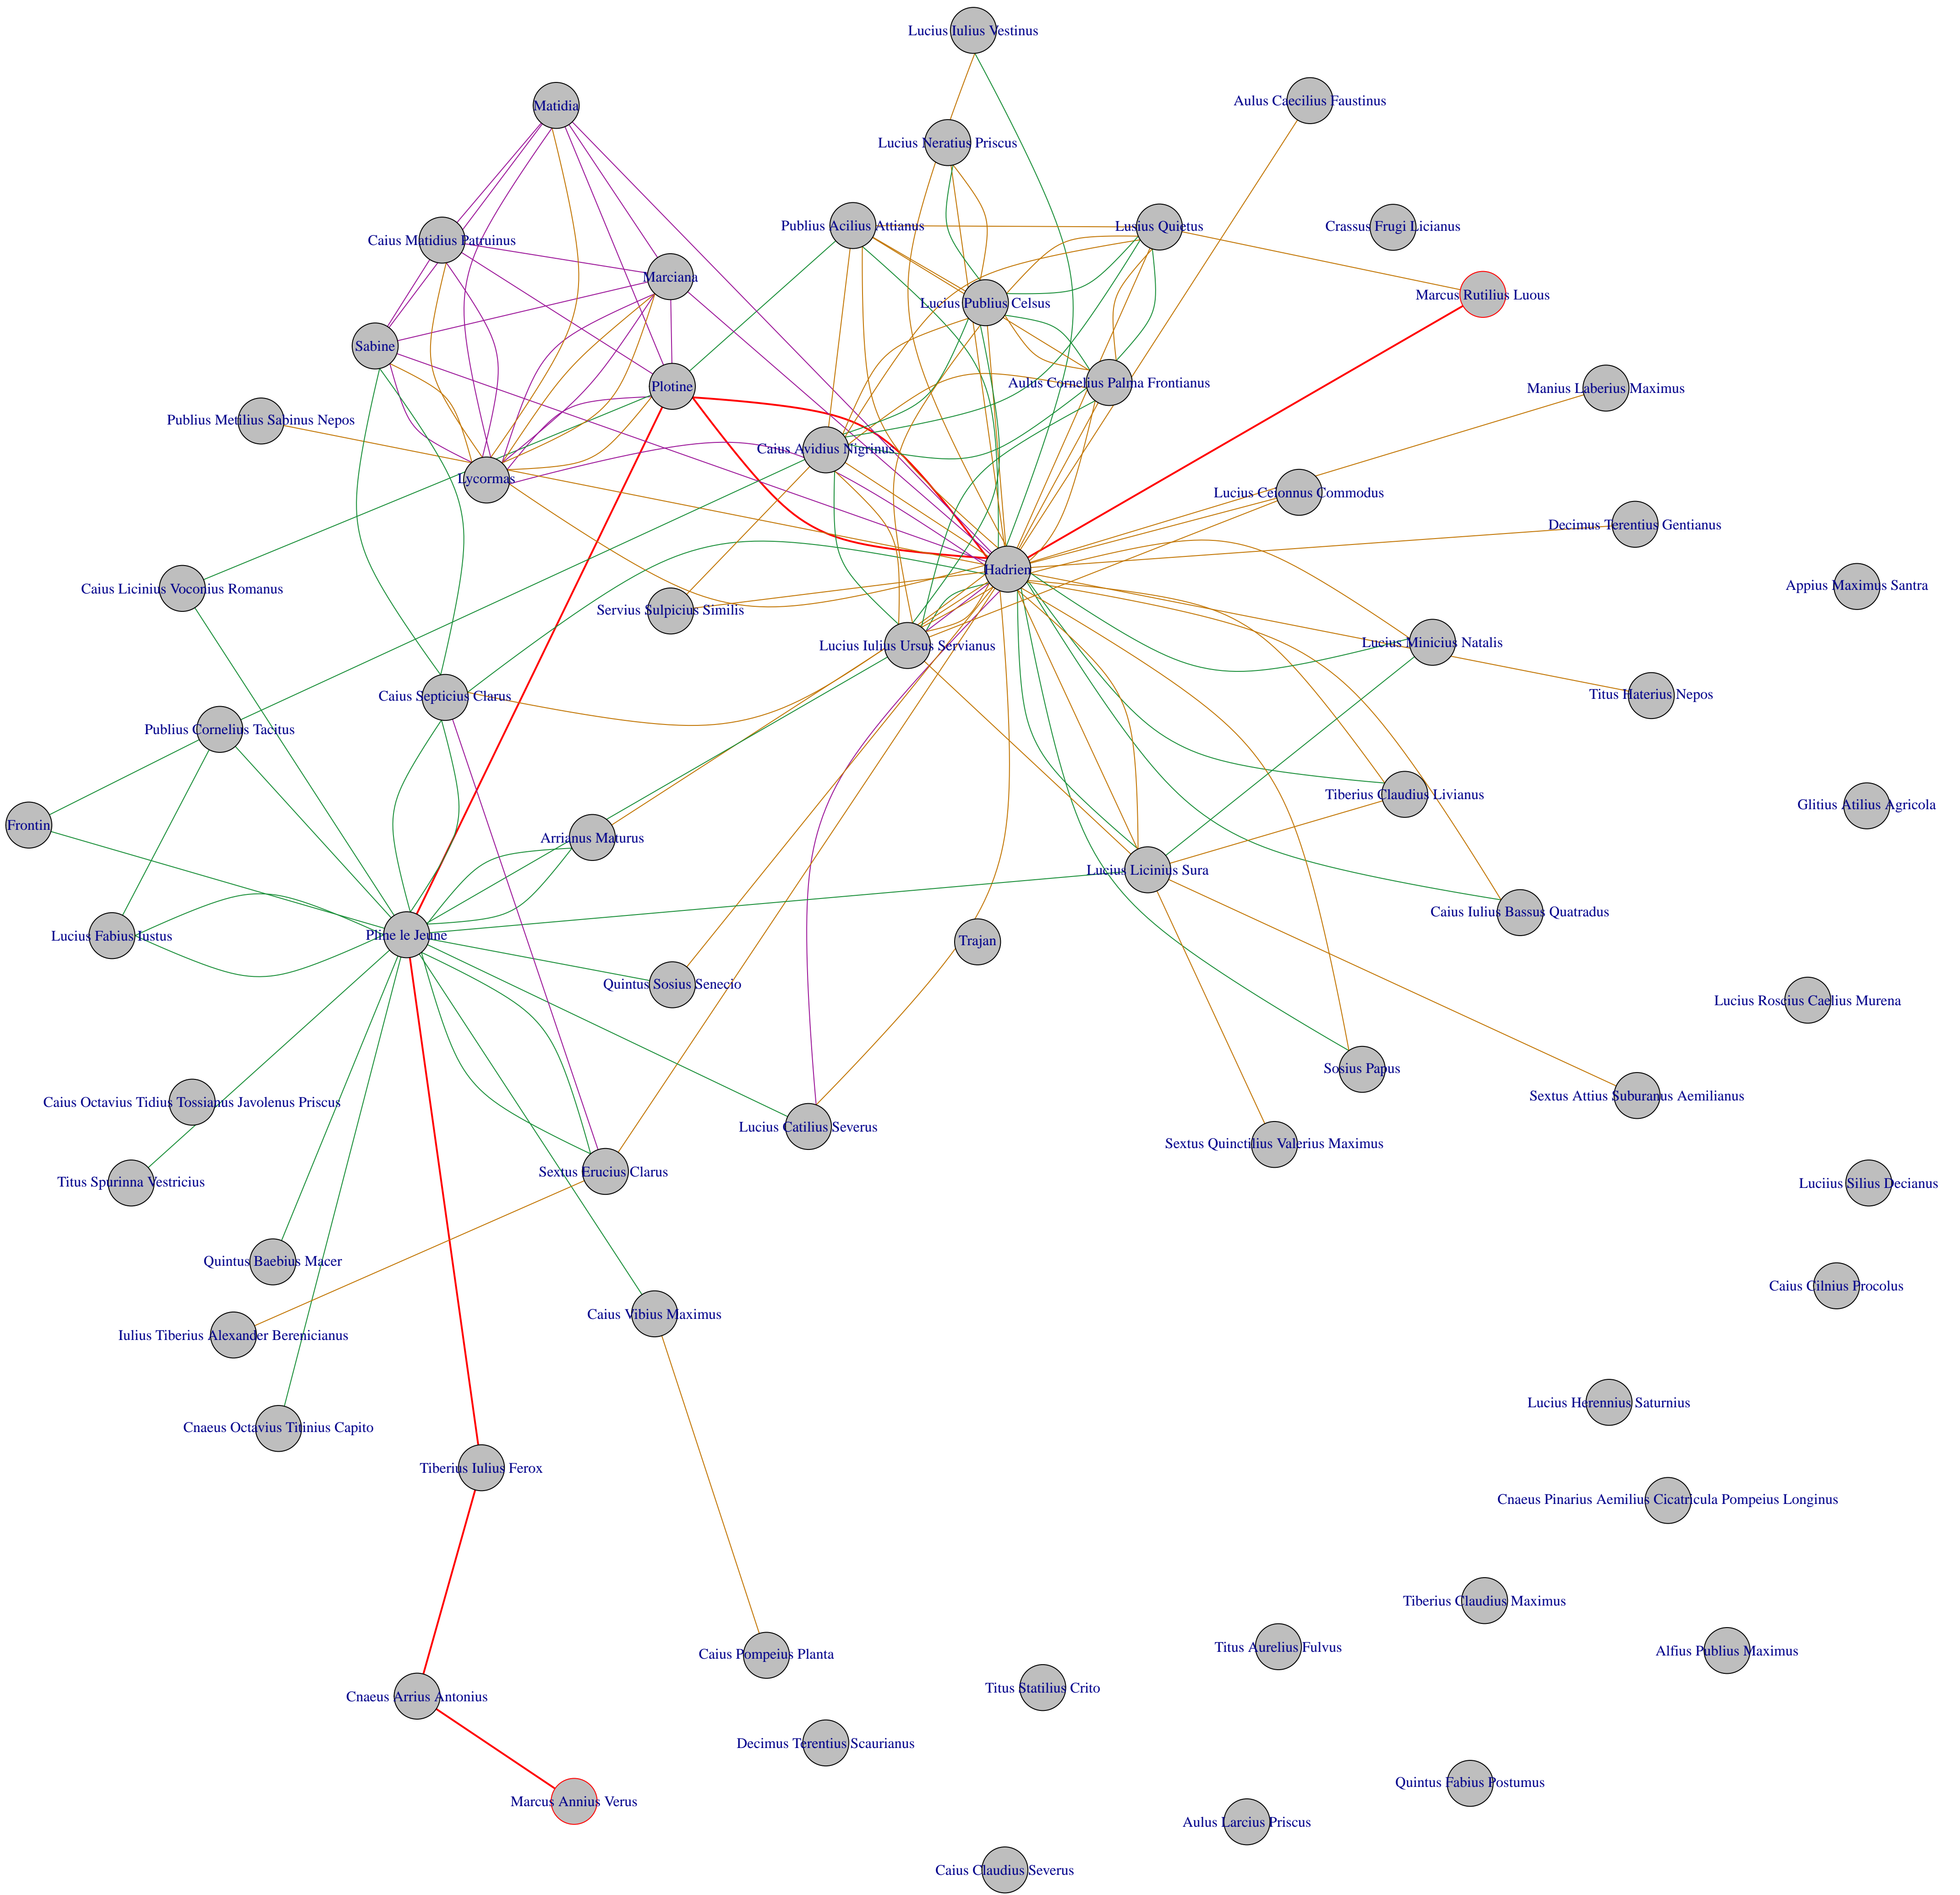 Lucius Iulius Vestinus
Matidia
Aulus Caecilius Faustinus
Lucius Neratius Priscus
Publius Acilius Attianus
Lusius Quietus
Crassus Frugi Licianus
Caius Matidius Patruinus
Marciana
Marcus Rutilius Luous
Lucius Publius Celsus
Sabine
Plotine
Aulus Cornelius Palma Frontianus
Manius Laberius Maximus
Publius Metilius Sabinus Nepos
Caius Avidius Nigrinus
Lycormas
Lucius Ceionnus Commodus
Decimus Terentius Gentianus
Hadrien
Caius Licinius Voconius Romanus
Appius Maximus Santra
Servius Sulpicius Similis
Lucius Iulius Ursus Servianus
Lucius Minicius Natalis
Caius Septicius Clarus
Titus Haterius Nepos
Publius Cornelius Tacitus
Tiberius Claudius Livianus
Glitius Atilius Agricola
Frontin
Arrianus Maturus
Lucius Licinius Sura
Caius Iulius Bassus Quatradus
Lucius Fabius Iustus
Pline le Jeune
Trajan
Quintus Sosius Senecio
Lucius Roscius Caelius Murena
Sosius Papus
Sextus Attius Suburanus Aemilianus
Caius Octavius Tidius Tossianus Javolenus Priscus
Lucius Catilius Severus
Sextus Quinctilius Valerius Maximus
Sextus Erucius Clarus
Titus Spurinna Vestricius
Luciius Silius Decianus
Quintus Baebius Macer
Caius Cilnius Procolus
Caius Vibius Maximus
Iulius Tiberius Alexander Berenicianus
Lucius Herennius Saturnius
Cnaeus Octavius Titinius Capito
Tiberius Iulius Ferox
Cnaeus Pinarius Aemilius Cicatricula Pompeius Longinus
Tiberius Claudius Maximus
Titus Aurelius Fulvus
Alfius Publius Maximus
Caius Pompeius Planta
Titus Statilius Crito
Cnaeus Arrius Antonius
Decimus Terentius Scaurianus
Quintus Fabius Postumus
Marcus Annius Verus
Aulus Larcius Priscus
Caius Claudius Severus